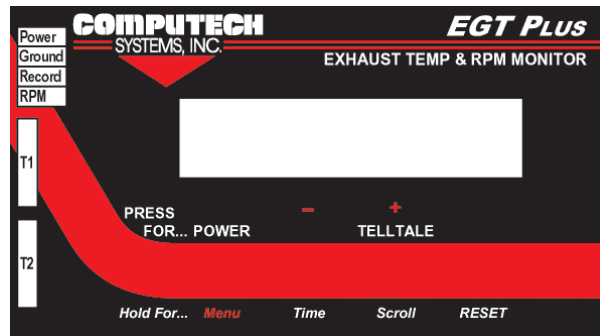 COMPUTECH
SYSTEMS, INC.
EGT PLUS
EXHAUST TEMP & RPM MONITOR
Power
Ground
Record
RPM
T1
T2
− +
PRESS
FOR... POWER TELLTALE
Hold For... Menu Time Scroll RESET